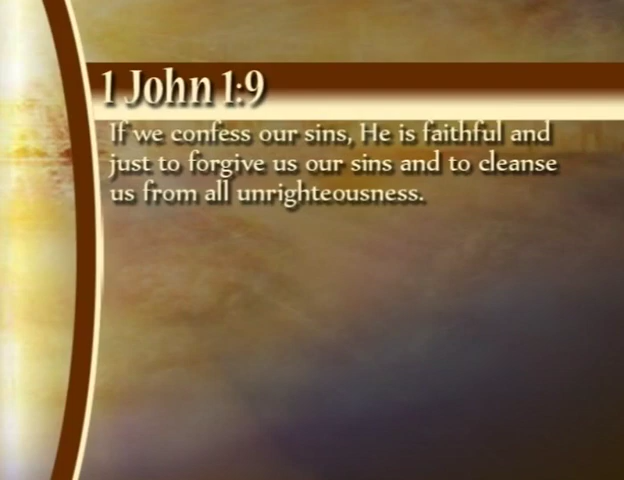 1 John 1:9
If we confess our sins, He is faithful and
just to forgive us our sins and to cleanse
us from all unrighteousness.